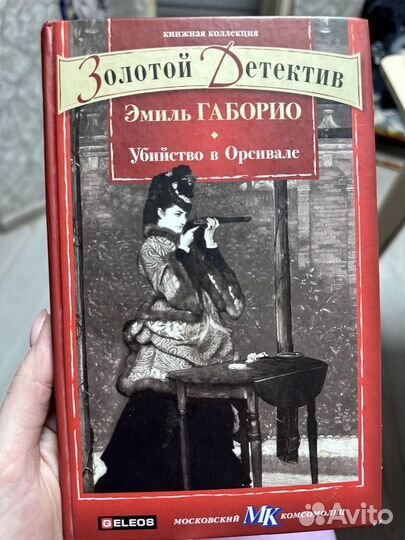 КНИЖНАЯ КОЛЛЕКЦИЯ
ЗОЛОТОЙ ДЕТЕКТИВ
Эмиль ГАБОРИО
Убийство в Орсивале
GELEOS
МОСКОВСКИЙ МК КОМСОМОЛЕЦ
Avito